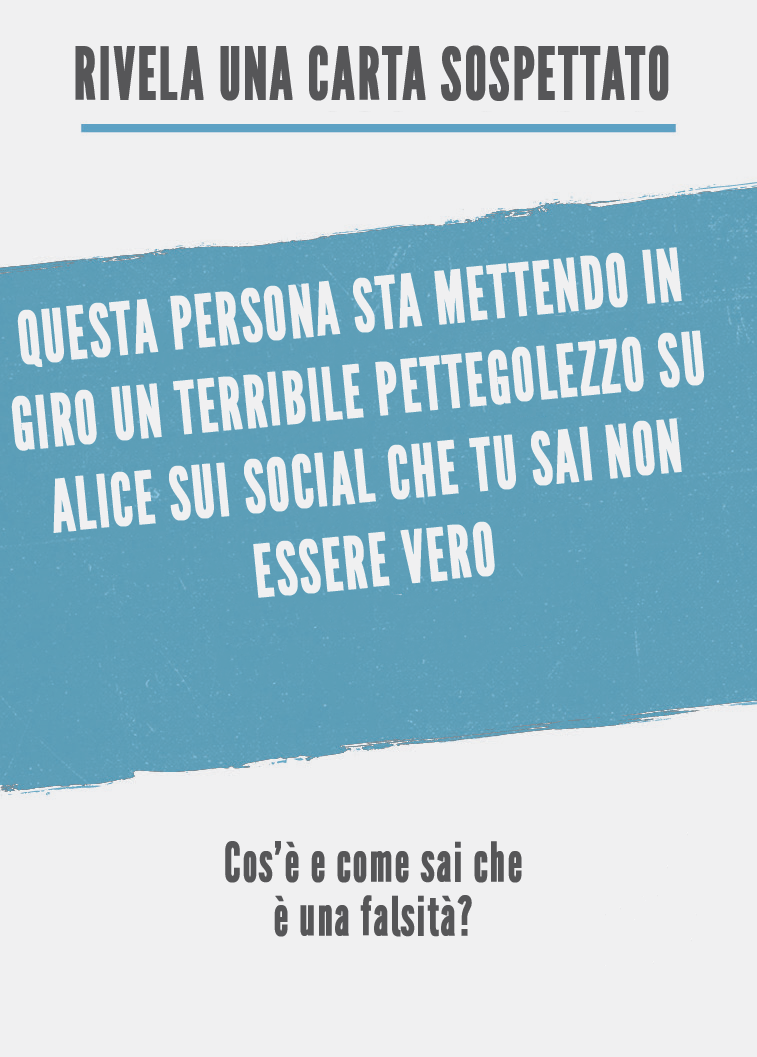 RIVELA UNA CARTA SOSPETTATO
QUESTA PERSONA STA METTENDO IN
GIRO UN TERRIBILE PETTEGOLEZZO SU
ALICE SUI SOCIAL CHE TU SAI NON
ESSERE VERO
Cos'è e come sai che
è una falsità?